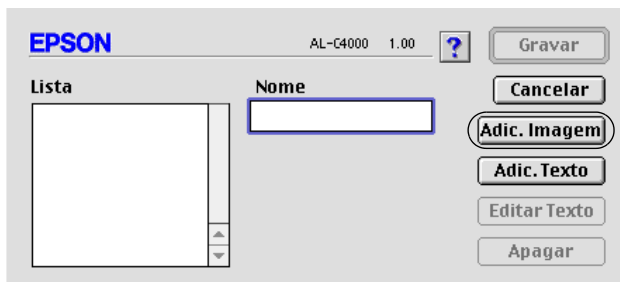 EPSON AL-C4000 1.00 ? Gravar
Lista Nome Cancelar
Adic. Imagem
Adic. Texto
Editar Texto
Apagar